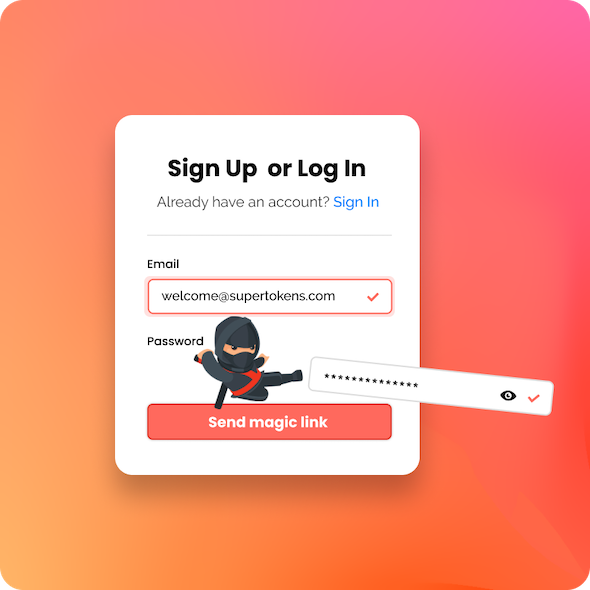 Sign Up or Log In
Already have an account? Sign In
Email
welcome@supertokens.com
Password
**************
Send magic link